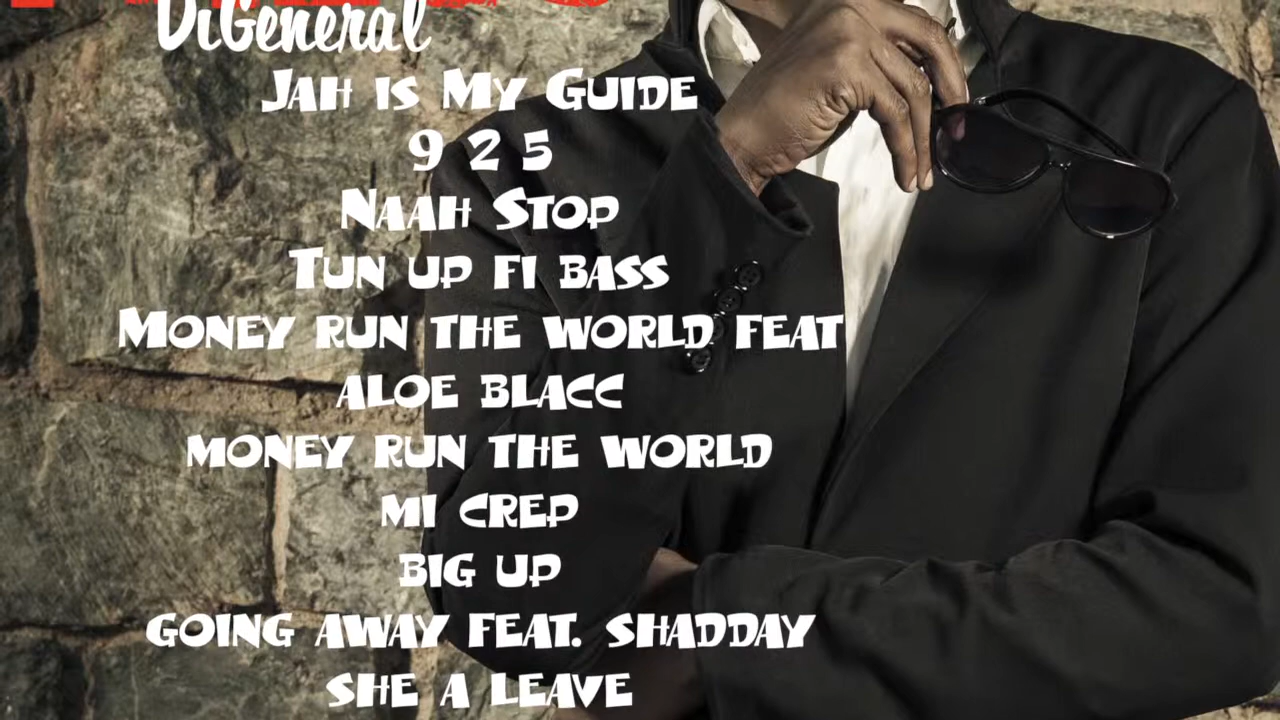 DiGeneral
Jah is My Guide
9 2 5
Naah Stop
Tun up fi bass
Money run the world feat
aloe blacc
money run the world
mi crep
big up
going away feat. shadday
she a leave